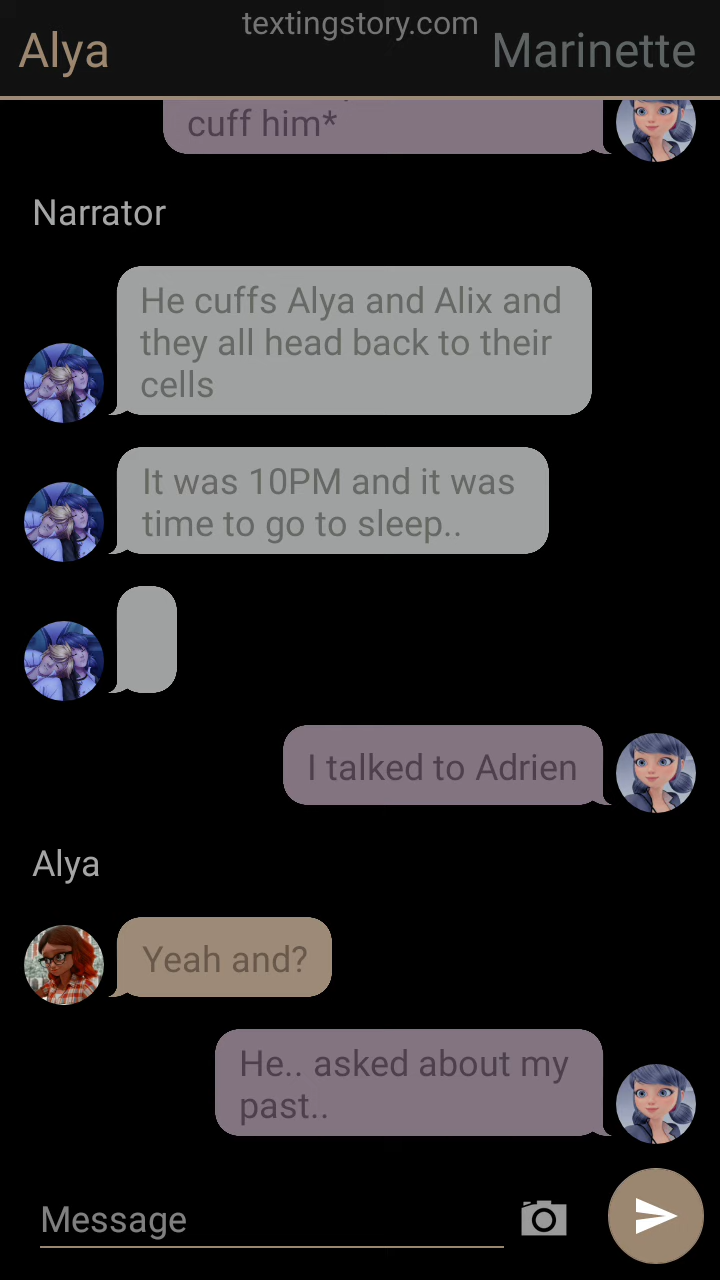 textingstory.com
Alya
Marinette
cuff him*
Narrator
He cuffs Alya and Alix and
they all head back to their
cells
It was 10PM and it was
time to go to sleep..
I talked to Adrien
Alya
Yeah and?
He.. asked about my
past..
Message